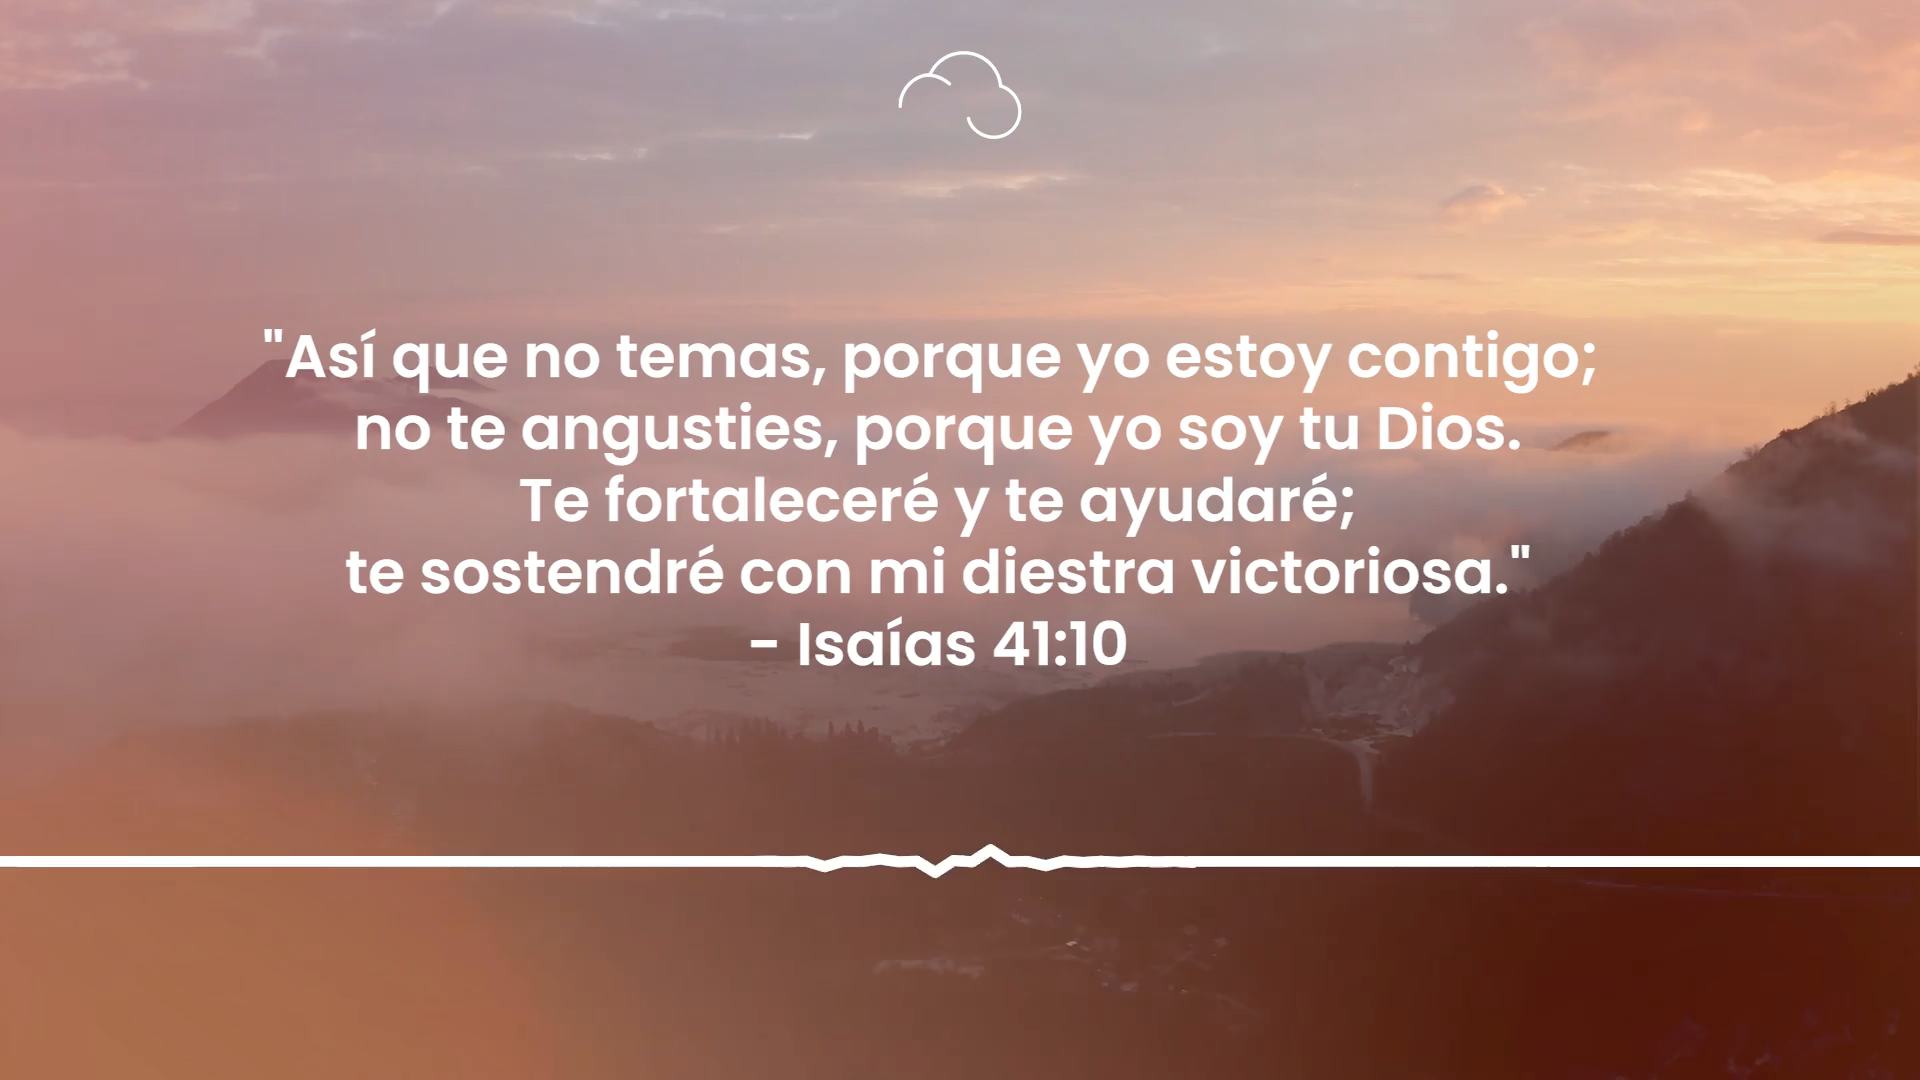 "Así que no temas, porque yo estoy contigo;
no te angusties, porque yo soy tu Dios.
Te fortaleceré y te ayudaré;
te sostendré con mi diestra victoriosa."
- Isaías 41:10